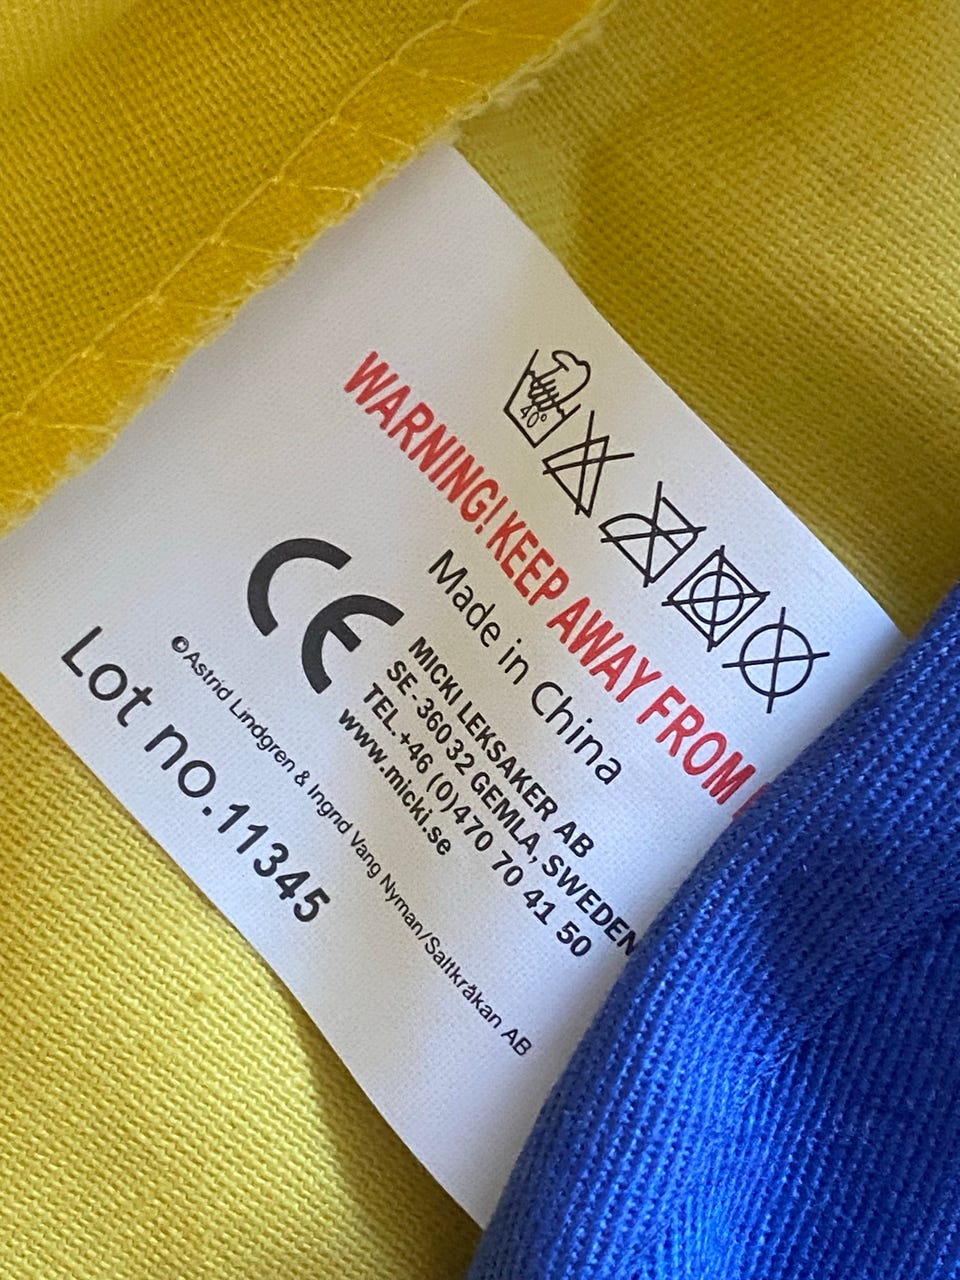 40°
WARNING! KEEP AWAY FROM
Made in China
MICKI LEKSAKER AB
SE-360 32 GEMLA, SWEDEN
TEL +46 (0)470 70 41 50
www.micki.se
CE
© Astrid Lindgren & Ingrid Vang Nyman/Saltkråkan AB
Lot no.11345